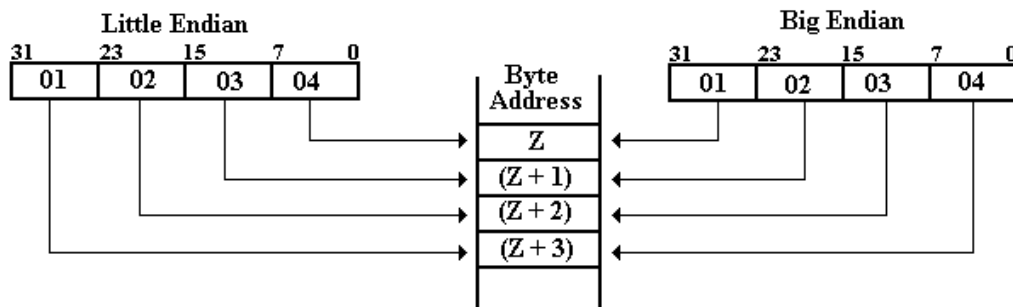 Little Endian
31 23 15 7 0
01 02 03 04
Byte
Address
Z
(Z + 1)
(Z + 2)
(Z + 3)
Big Endian
31 23 15 7 0
01 02 03 04